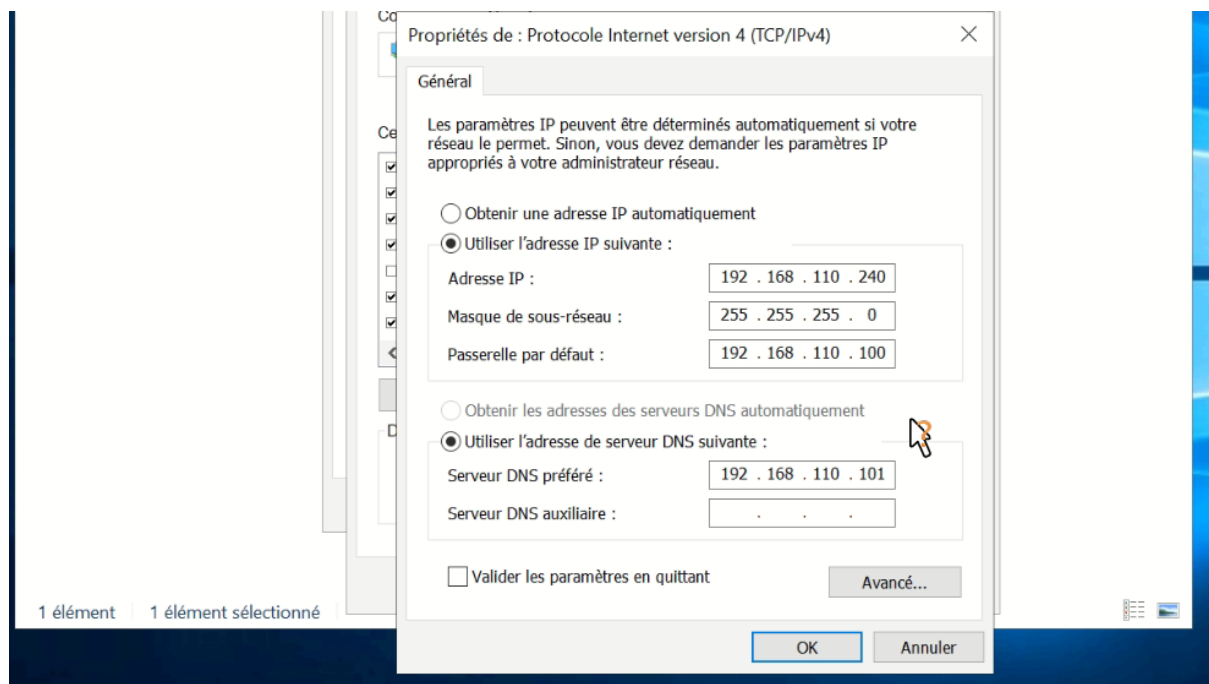 Co
Propriétés de : Protocole Internet version 4 (TCP/IPv4)
Général
Ce
Les paramètres IP peuvent être déterminés automatiquement si votre
réseau le permet. Sinon, vous devez demander les paramètres IP
appropriés à votre administrateur réseau.
Obtenir une adresse IP automatiquement
Utiliser l'adresse IP suivante :
Adresse IP : 192 . 168 . 110 . 240
Masque de sous-réseau : 255 . 255 . 255 . 0
Passerelle par défaut : 192 . 168 . 110 . 100
Obtenir les adresses des serveurs DNS automatiquement
D
Utiliser l'adresse de serveur DNS suivante :
Serveur DNS préféré : 192 . 168 . 110 . 101
Serveur DNS auxiliaire : . . .
Valider les paramètres en quittant
Avancé...
1 élément 1 élément sélectionné
OK Annuler